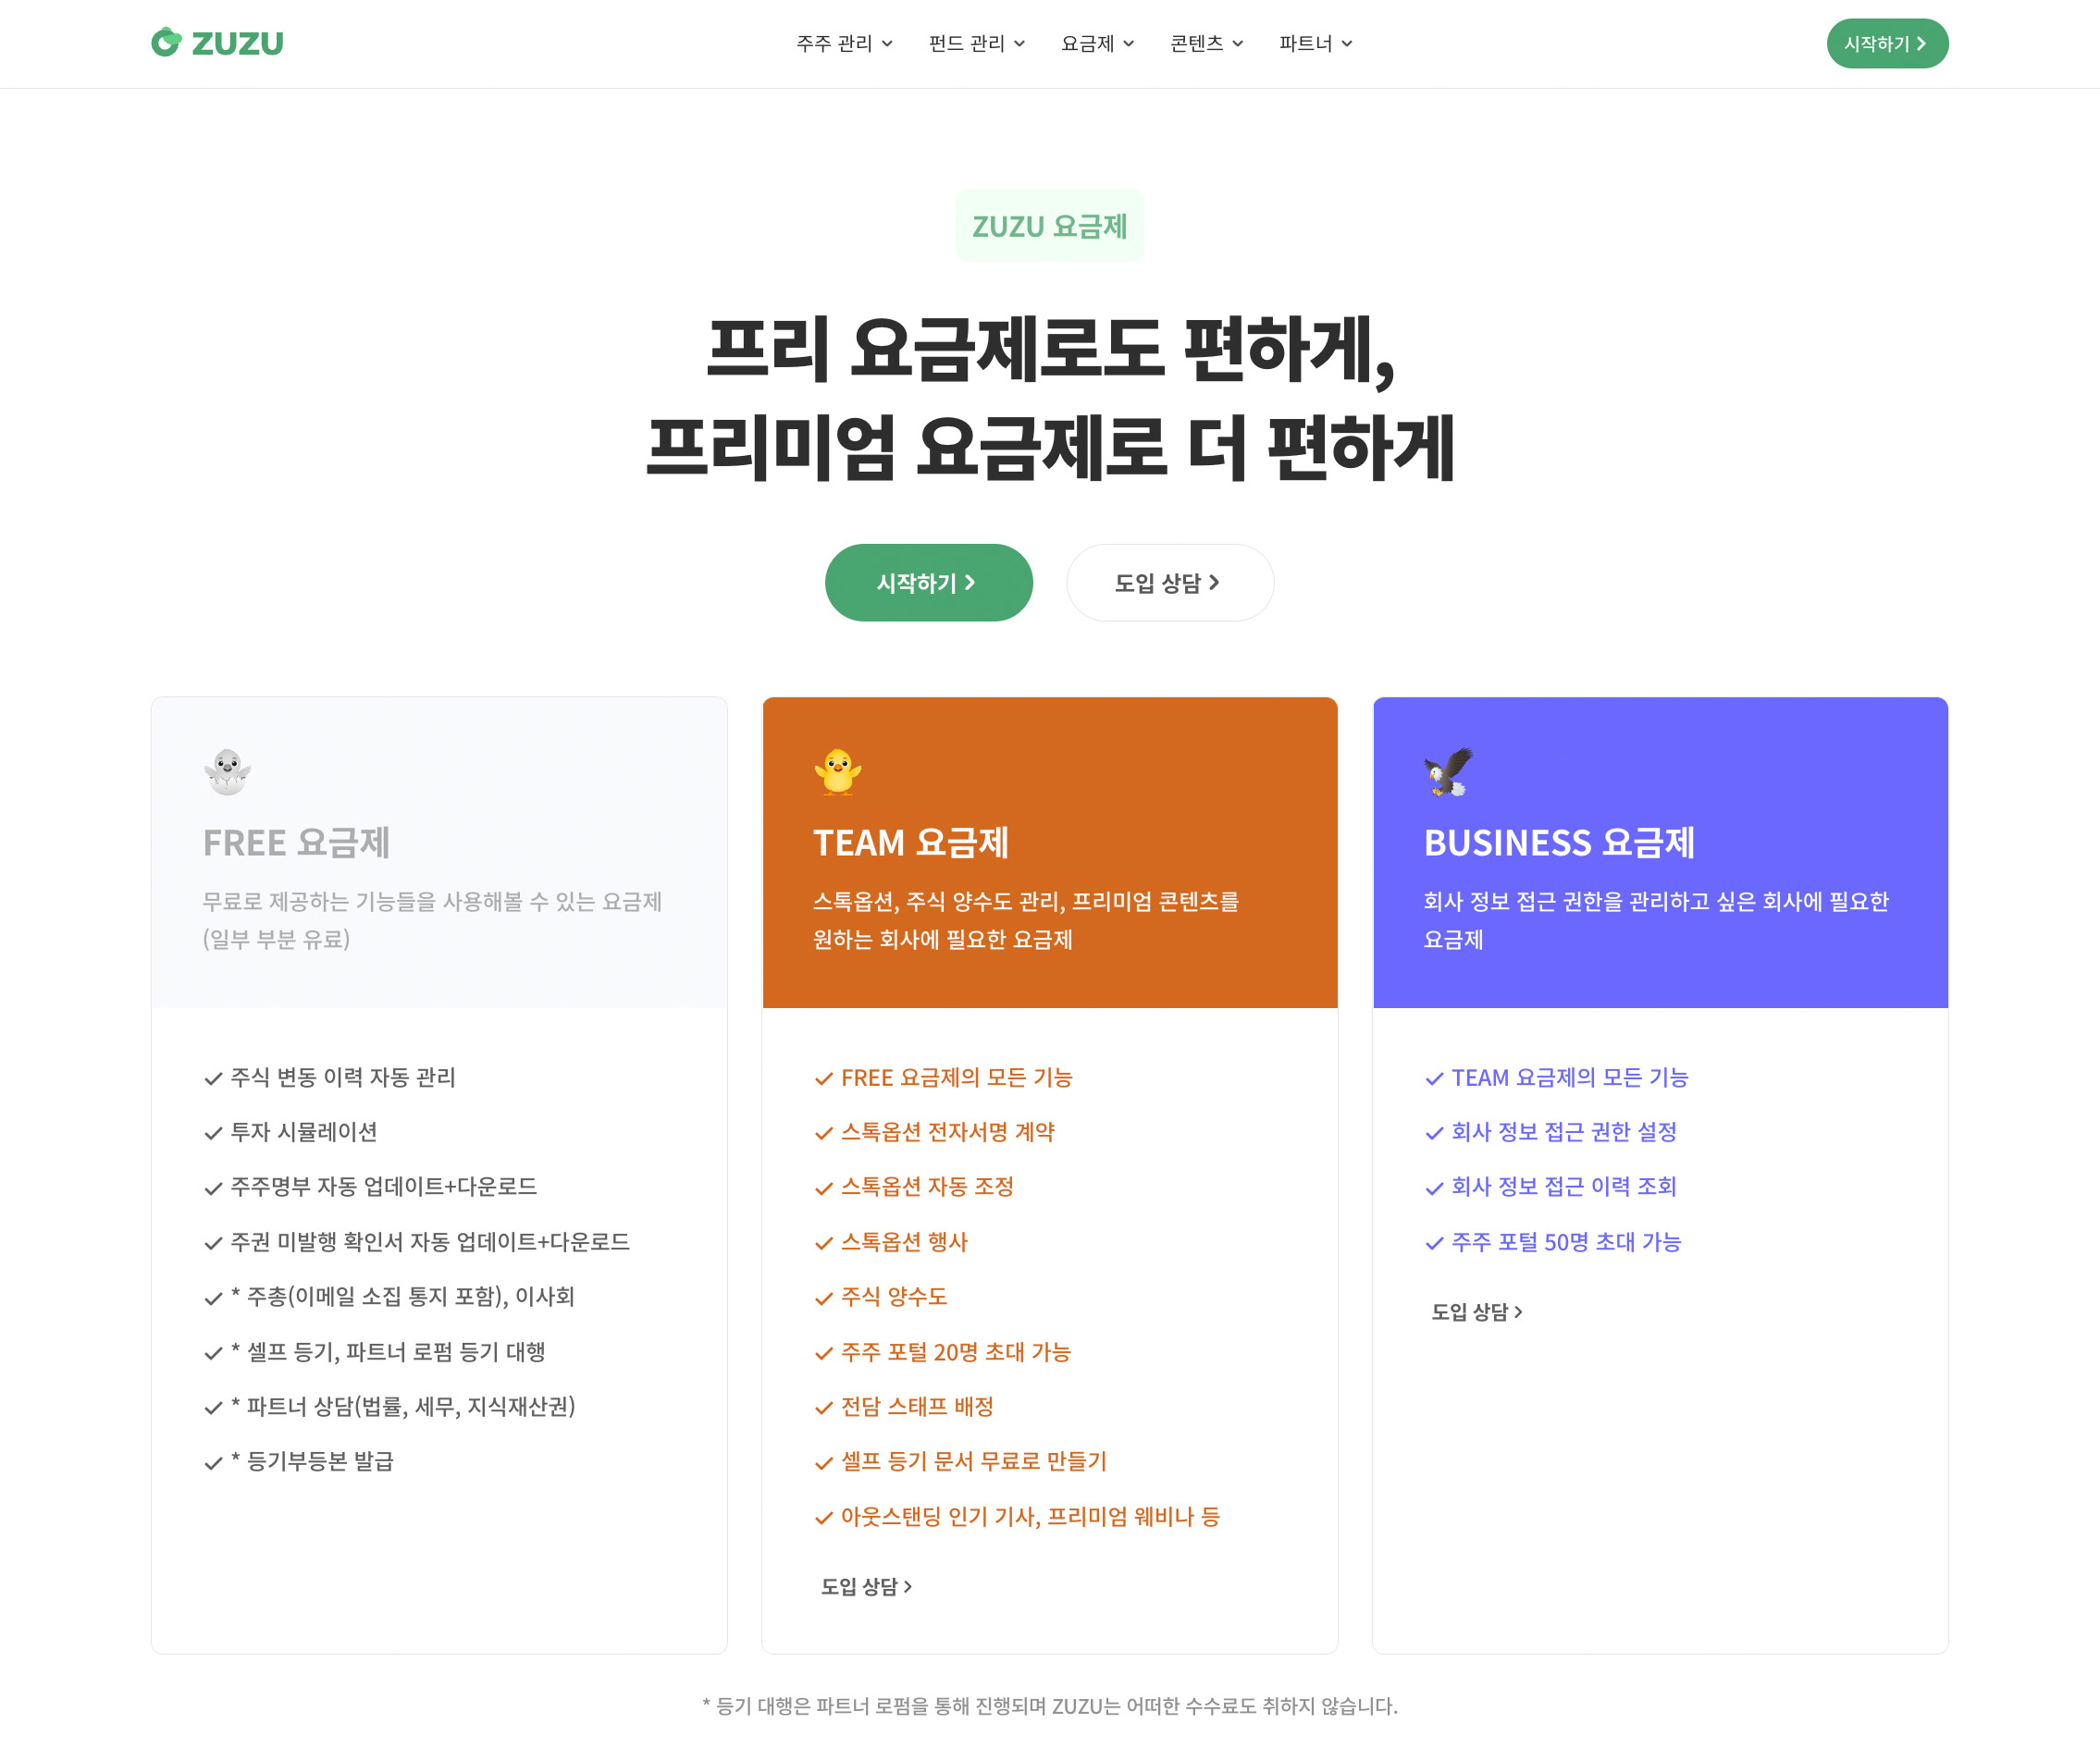 ZUZU
주주 관리
펀드 관리
요금제
콘텐츠
파트너
시작하기
ZUZU 요금제
프리 요금제로도 편하게,
프리미엄 요금제로 더 편하게
시작하기
도입 상담
FREE 요금제
무료로 제공하는 기능들을 사용해볼 수 있는 요금제
(일부 부분 유료)
주식 변동 이력 자동 관리
투자 시뮬레이션
주주명부 자동 업데이트+다운로드
주권 미발행 확인서 자동 업데이트+다운로드
* 주총(이메일 소집 통지 포함), 이사회
* 셀프 등기, 파트너 로펌 등기 대행
* 파트너 상담(법률, 세무, 지식재산권)
* 등기부등본 발급
TEAM 요금제
스톡옵션, 주식 양수도 관리, 프리미엄 콘텐츠를
원하는 회사에 필요한 요금제
FREE 요금제의 모든 기능
스톡옵션 전자서명 계약
스톡옵션 자동 조정
스톡옵션 행사
주식 양수도
주주 포털 20명 초대 가능
전담 스태프 배정
셀프 등기 문서 무료로 만들기
아웃스탠딩 인기 기사, 프리미엄 웨비나 등
도입 상담
BUSINESS 요금제
회사 정보 접근 권한을 관리하고 싶은 회사에 필요한
요금제
TEAM 요금제의 모든 기능
회사 정보 접근 권한 설정
회사 정보 접근 이력 조회
주주 포털 50명 초대 가능
도입 상담
* 등기 대행은 파트너 로펌을 통해 진행되며 ZUZU는 어떠한 수수료도 취하지 않습니다.